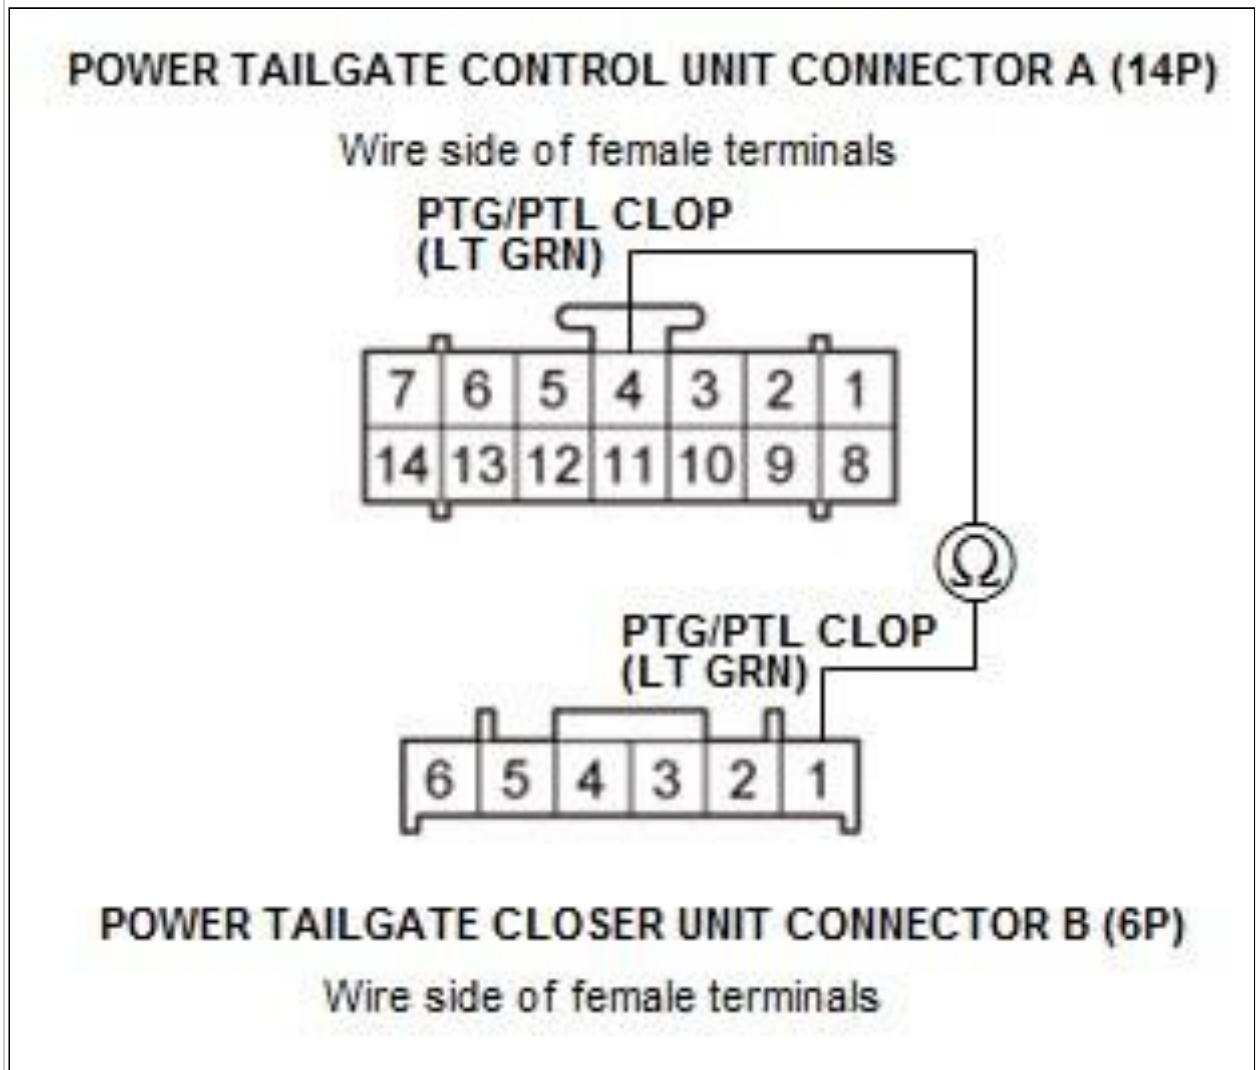 POWER TAILGATE CONTROL UNIT CONNECTOR A (14P)
Wire side of female terminals
PTG/PTL CLOP
(LT GRN)
7 6 5 4 3 2 1
14 13 12 11 10 9 8
Ω
PTG/PTL CLOP
(LT GRN)
6 5 4 3 2 1
POWER TAILGATE CLOSER UNIT CONNECTOR B (6P)
Wire side of female terminals